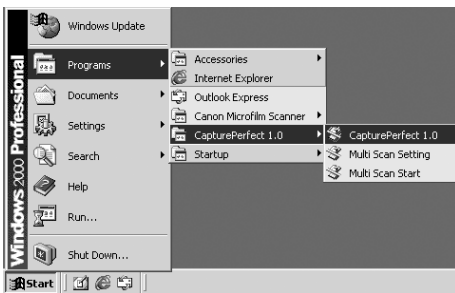 Windows Update
Programs
Documents
Settings
Search
Help
Run...
Shut Down...
Windows 2000 Professional
Accessories
Internet Explorer
Outlook Express
Canon Microfilm Scanner
CapturePerfect 1.0
Startup
CapturePerfect 1.0
Multi Scan Setting
Multi Scan Start
Start